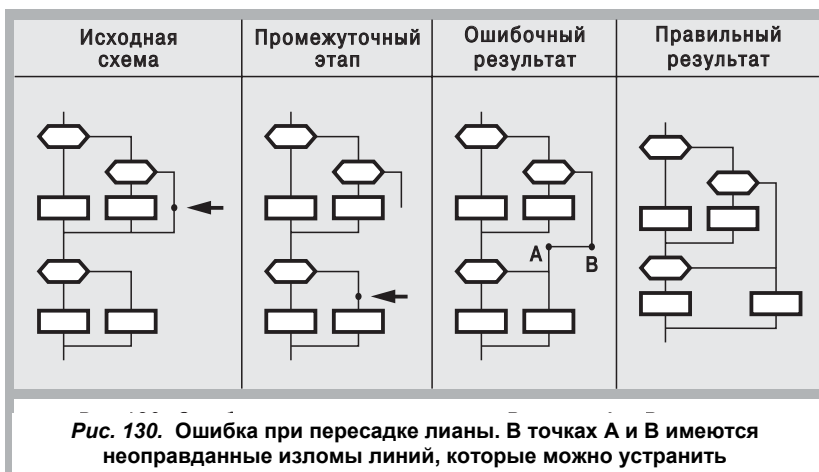 Исходная
схема
Промежуточный
этап
Ошибочный
результат
Правильный
результат
A
B
Рис. 130. Ошибка при пересадке лианы. В точках А и В имеются
неоправданные изломы линий, которые можно устранить